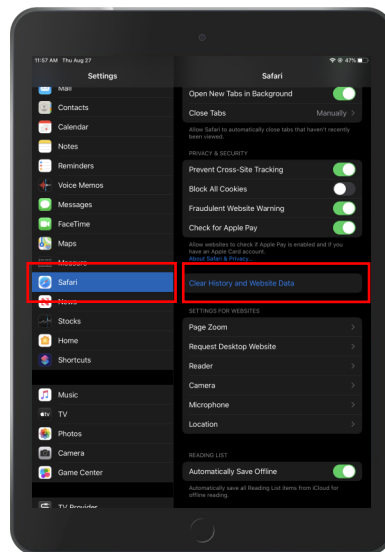 11:57 AM Thu Aug 27
47%
Settings
Mail
Contacts
Calendar
Notes
Reminders
Voice Memos
Messages
FaceTime
Maps
Measure
Safari
News
Stocks
Home
Shortcuts
Music
tv
TV
Photos
Camera
Game Center
TV Provider
Safari
Open New Tabs in Background
Close Tabs Manually >
Allow Safari to automatically close tabs that haven't recently
been viewed.
PRIVACY & SECURITY
Prevent Cross-Site Tracking
Block All Cookies
Fraudulent Website Warning
Check for Apple Pay
Allow websites to check if Apple Pay is enabled and if you
have an Apple Card account.
About Safari & Privacy...
Clear History and Website Data
SETTINGS FOR WEBSITES
Page Zoom >
Request Desktop Website >
Reader >
Camera >
Microphone >
Location >
READING LIST
Automatically Save Offline
Automatically save all Reading List items from iCloud for
offline reading.